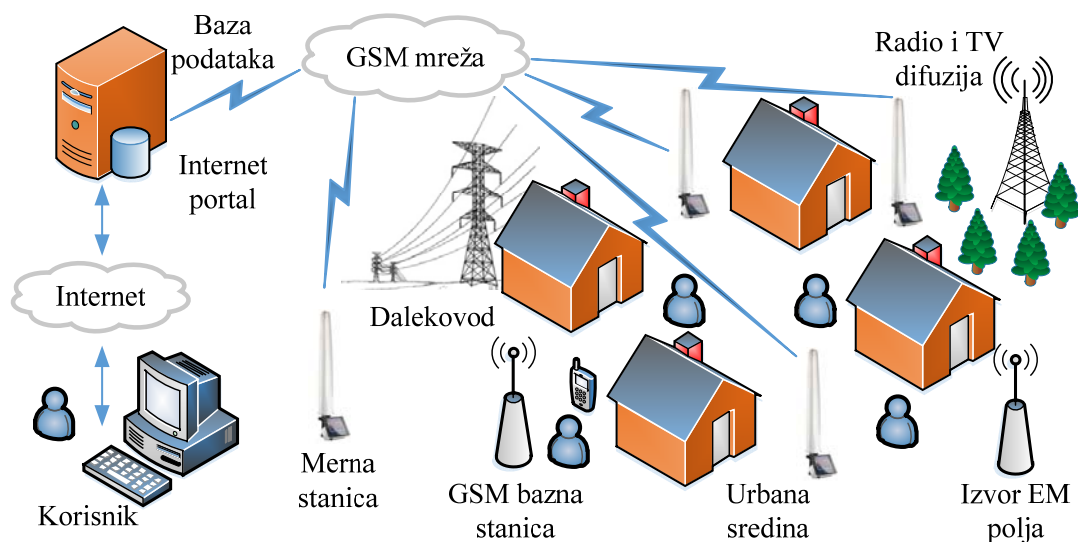 Baza
podataka
GSM mreža
Radio i TV
difuzija
Internet
portal
Internet
Dalekovod
Korisnik
Merna
stanica
GSM bazna
stanica
Urbana
sredina
Izvor EM
polja